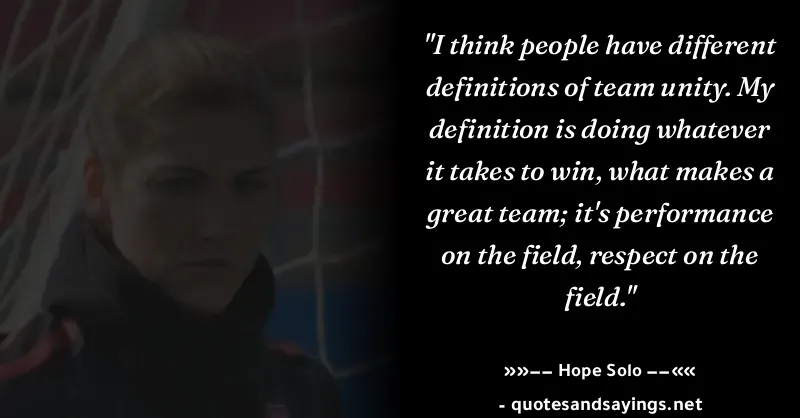 "I think people have different
definitions of team unity. My
definition is doing whatever
it takes to win, what makes a
great team; it's performance
on the field, respect on the
field."
»»−− Hope Solo −−««
- quotesandsayings.net